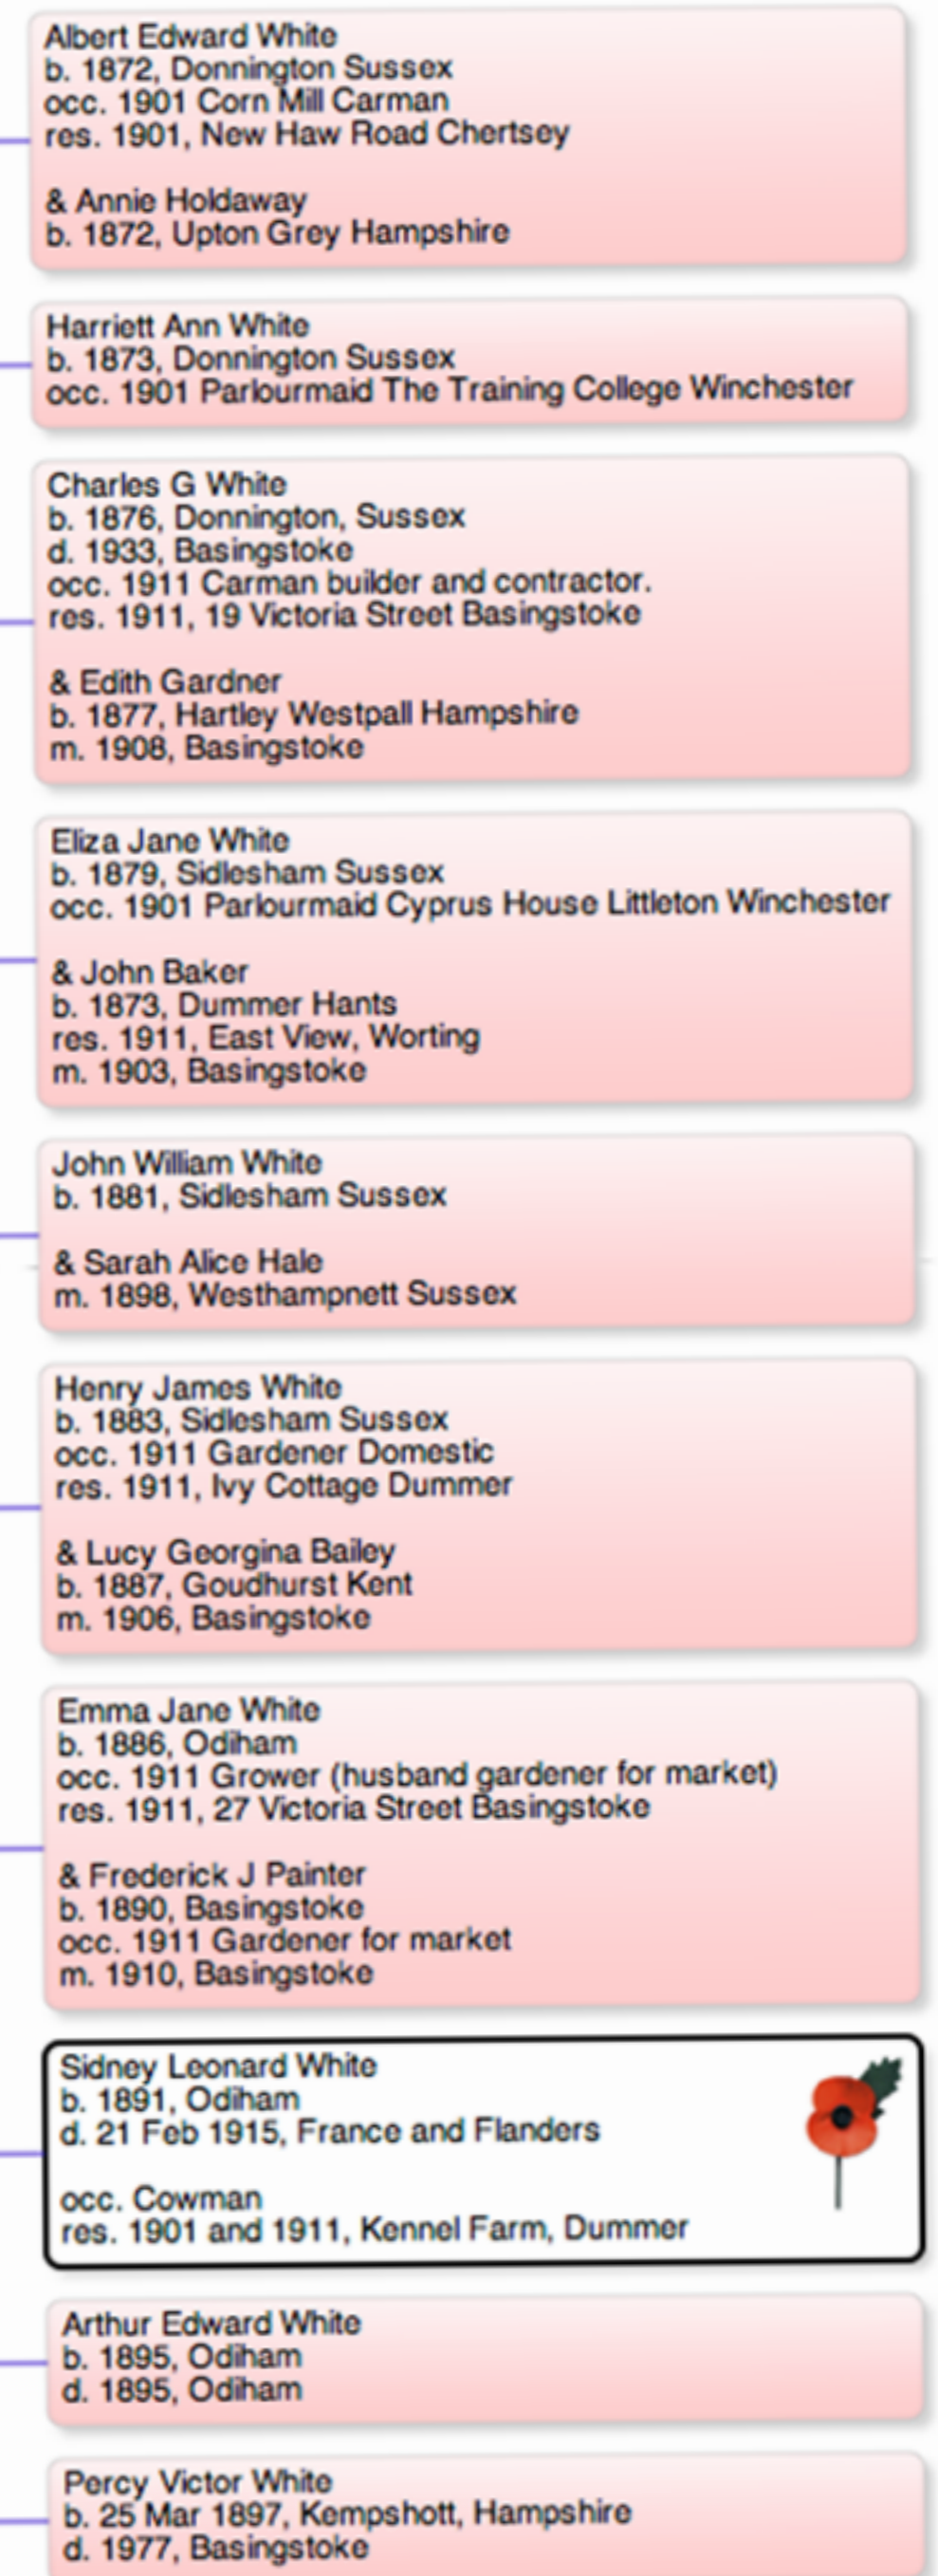 Albert Edward White
b. 1872, Donnington Sussex
occ. 1901 Corn Mill Carman
res. 1901, New Haw Road Chertsey
& Annie Holdaway
b. 1872, Upton Grey Hampshire
Harriett Ann White
b. 1873, Donnington Sussex
occ. 1901 Parlourmaid The Training College Winchester
Charles G White
b. 1876, Donnington, Sussex
d. 1933, Basingstoke
occ. 1911 Carman builder and contractor.
res. 1911, 19 Victoria Street Basingstoke
& Edith Gardner
b. 1877, Hartley Westpall Hampshire
m. 1908, Basingstoke
Eliza Jane White
b. 1879, Sidlesham Sussex
occ. 1901 Parlourmaid Cyprus House Littleton Winchester
& John Baker
b. 1873, Dummer Hants
res. 1911, East View, Worting
m. 1903, Basingstoke
John William White
b. 1881, Sidlesham Sussex
& Sarah Alice Hale
m. 1898, Westhampnett Sussex
Henry James White
b. 1883, Sidlesham Sussex
occ. 1911 Gardener Domestic
res. 1911, Ivy Cottage Dummer
& Lucy Georgina Bailey
b. 1887, Goudhurst Kent
m. 1906, Basingstoke
Emma Jane White
b. 1886, Odiham
occ. 1911 Grower (husband gardener for market)
res. 1911, 27 Victoria Street Basingstoke
& Frederick J Painter
b. 1890, Basingstoke
occ. 1911 Gardener for market
m. 1910, Basingstoke
Sidney Leonard White
b. 1891, Odiham
d. 21 Feb 1915, France and Flanders
occ. Cowman
res. 1901 and 1911, Kennel Farm, Dummer
Arthur Edward White
b. 1895, Odiham
d. 1895, Odiham
Percy Victor White
b. 25 Mar 1897, Kempshott, Hampshire
d. 1977, Basingstoke